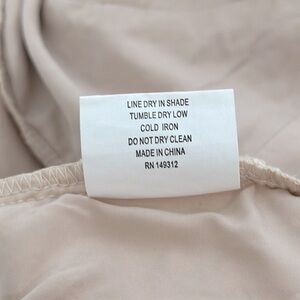 LINE DRY IN SHADE
TUMBLE DRY LOW
COLD IRON
DO NOT DRY CLEAN
MADE IN CHINA
RN 149312